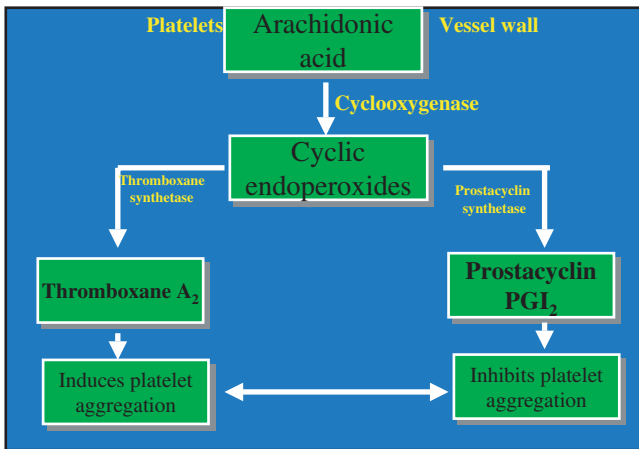 Platelets
Arachidonic
acid
Vessel wall
Cyclooxygenase
Cyclic
endoperoxides
Thromboxane
synthetase
Prostacyclin
synthetase
Thromboxane A₂
Prostacyclin
PGI₂
Induces platelet
aggregation
Inhibits platelet
aggregation